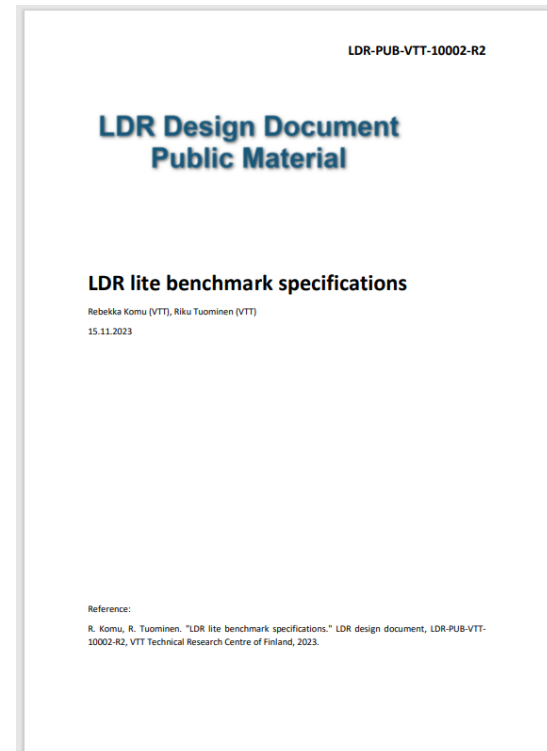 LDR-PUB-VTT-10002-R2
LDR Design Document
Public Material
LDR lite benchmark specifications
Rebekka Komu (VTT), Riku Tuominen (VTT)
15.11.2023
Reference:
R. Komu, R. Tuominen. "LDR lite benchmark specifications." LDR design document, LDR-PUB-VTT-
10002-R2, VTT Technical Research Centre of Finland, 2023.